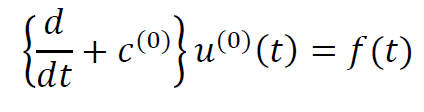 {d/dt + c^(0)} u^(0)(t) = f(t)